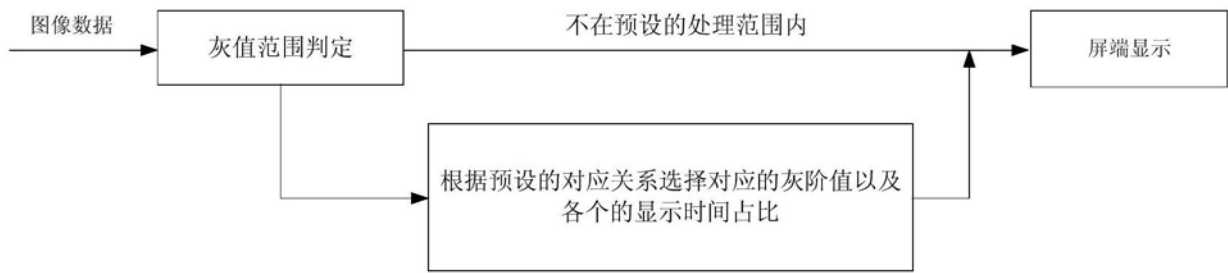 图像数据
灰值范围判定
不在预设的处理范围内
屏端显示
根据预设的对应关系选择对应的灰阶值以及
各个的显示时间占比